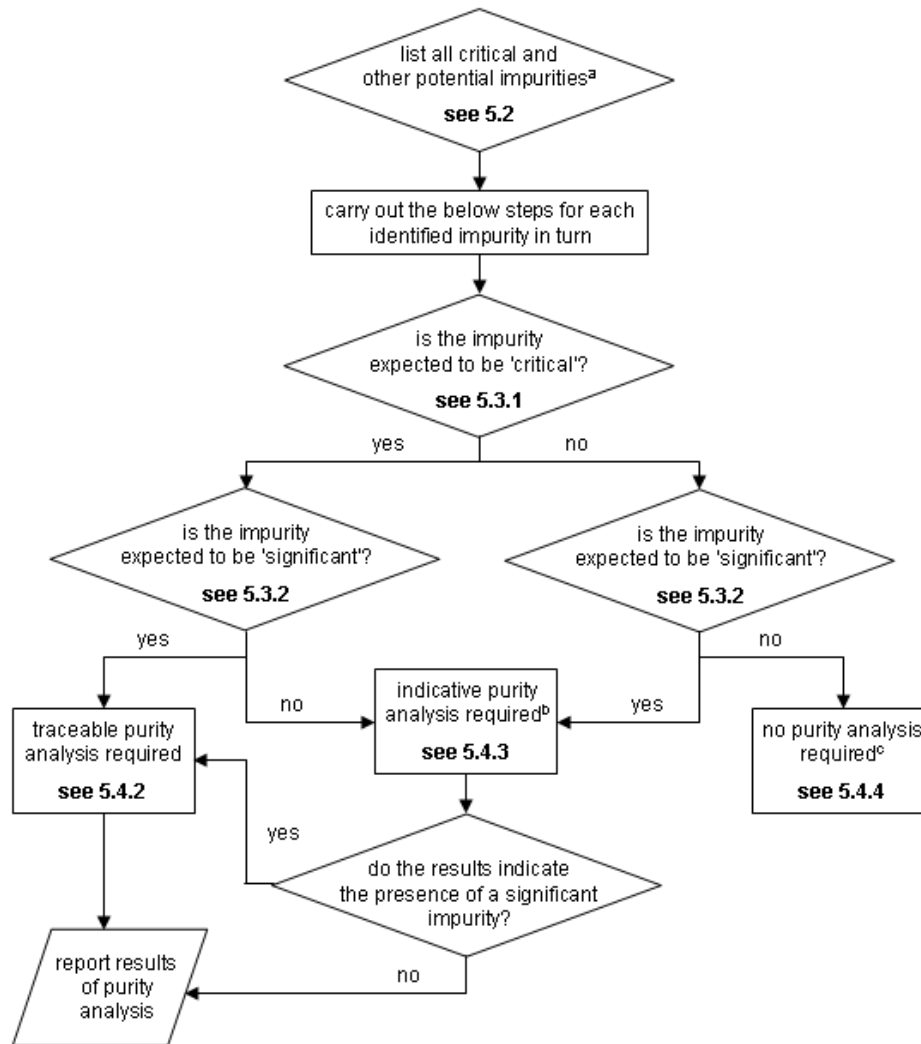 list all critical and
other potential impuritiesᵃ
see 5.2
carry out the below steps for each
identified impurity in turn
is the impurity
expected to be 'critical'?
see 5.3.1
yes
no
is the impurity
expected to be 'significant'?
see 5.3.2
is the impurity
expected to be 'significant'?
see 5.3.2
yes
no
no
yes
traceable purity
analysis required
see 5.4.2
indicative purity
analysis requiredᵇ
see 5.4.3
no purity analysis
requiredᶜ
see 5.4.4
yes
do the results indicate
the presence of a significant
impurity?
no
report results
of purity
analysis